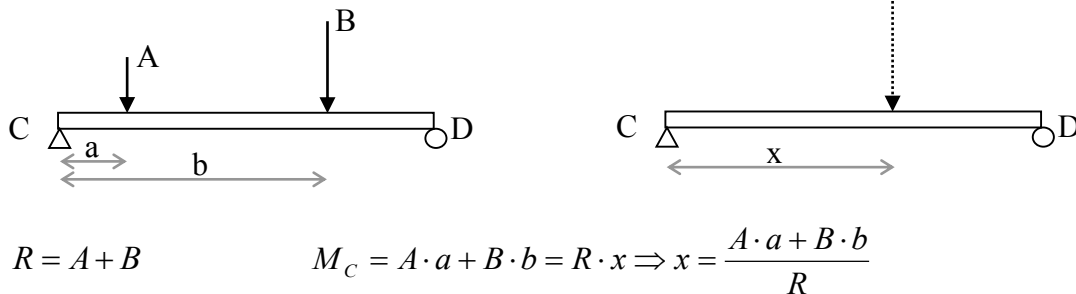 B
A
C D
a
b
C D
x
R = A + B
M_C = A · a + B · b = R · x ⇒ x = (A · a + B · b) / R